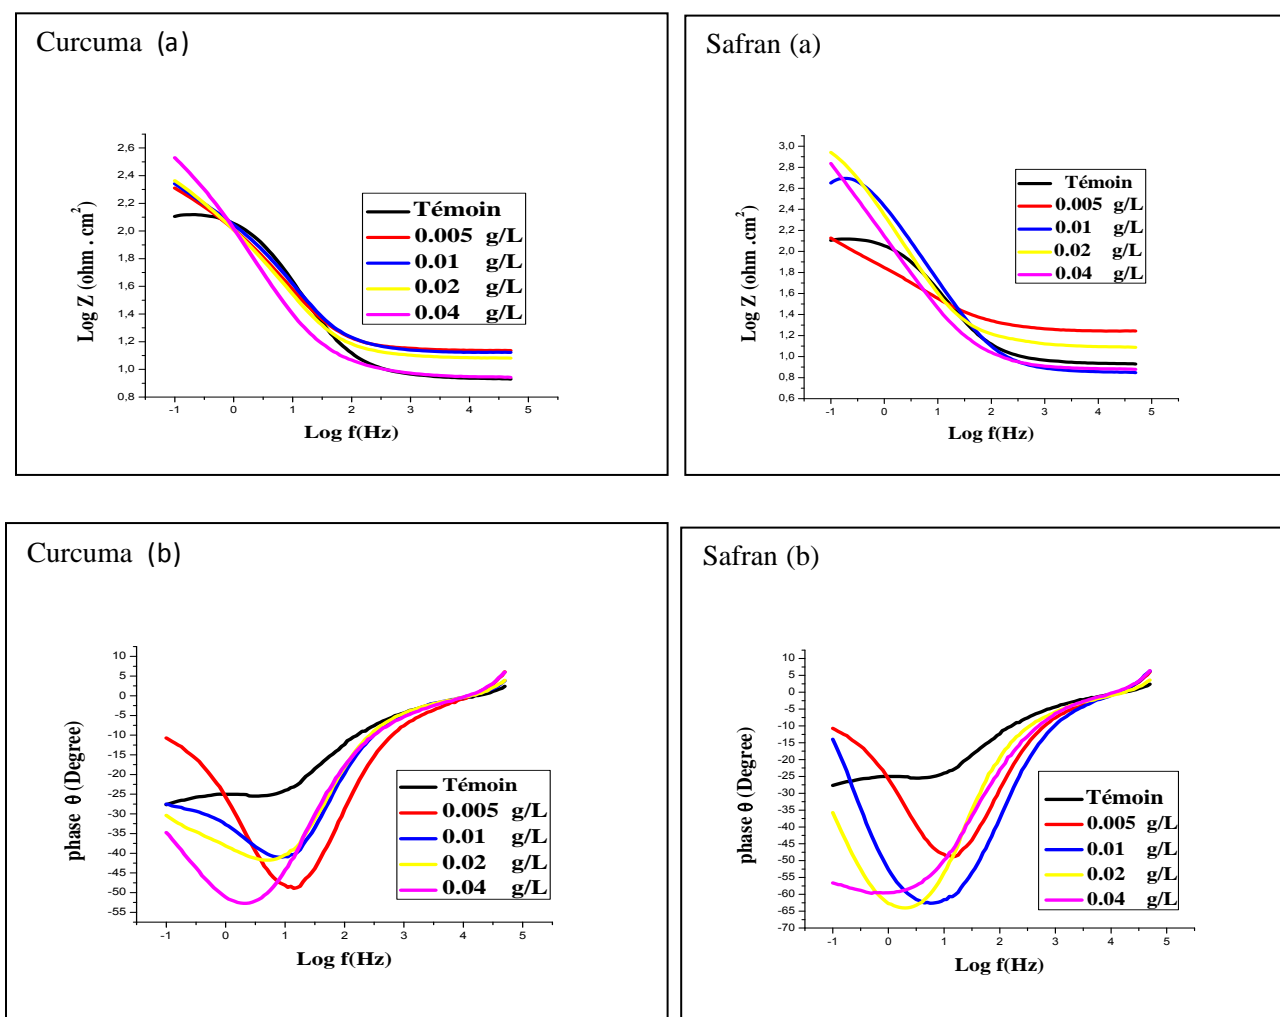 Curcuma (a)
2,6
2,4
2,2
2,0
1,8
1,6
1,4
1,2
1,0
0,8
Log Z (ohm .cm²)
Témoin
0.005 g/L
0.01 g/L
0.02 g/L
0.04 g/L
-1 0 1 2 3 4 5
Log f(Hz)
Safran (a)
3,0
2,8
2,6
2,4
2,2
2,0
1,8
1,6
1,4
1,2
1,0
0,8
0,6
Log Z (ohm .cm²)
Témoin
0.005 g/L
0.01 g/L
0.02 g/L
0.04 g/L
-1 0 1 2 3 4 5
Log f(Hz)
Curcuma (b)
10
5
0
-5
-10
-15
-20
-25
-30
-35
-40
-45
-50
-55
phase θ (Degree)
Témoin
0.005 g/L
0.01 g/L
0.02 g/L
0.04 g/L
-1 0 1 2 3 4 5
Log f(Hz)
Safran (b)
10
5
0
-5
-10
-15
-20
-25
-30
-35
-40
-45
-50
-55
-60
-65
-70
phase θ (Degree)
Témoin
0.005 g/L
0.01 g/L
0.02 g/L
0.04 g/L
-1 0 1 2 3 4 5
Log f(Hz)